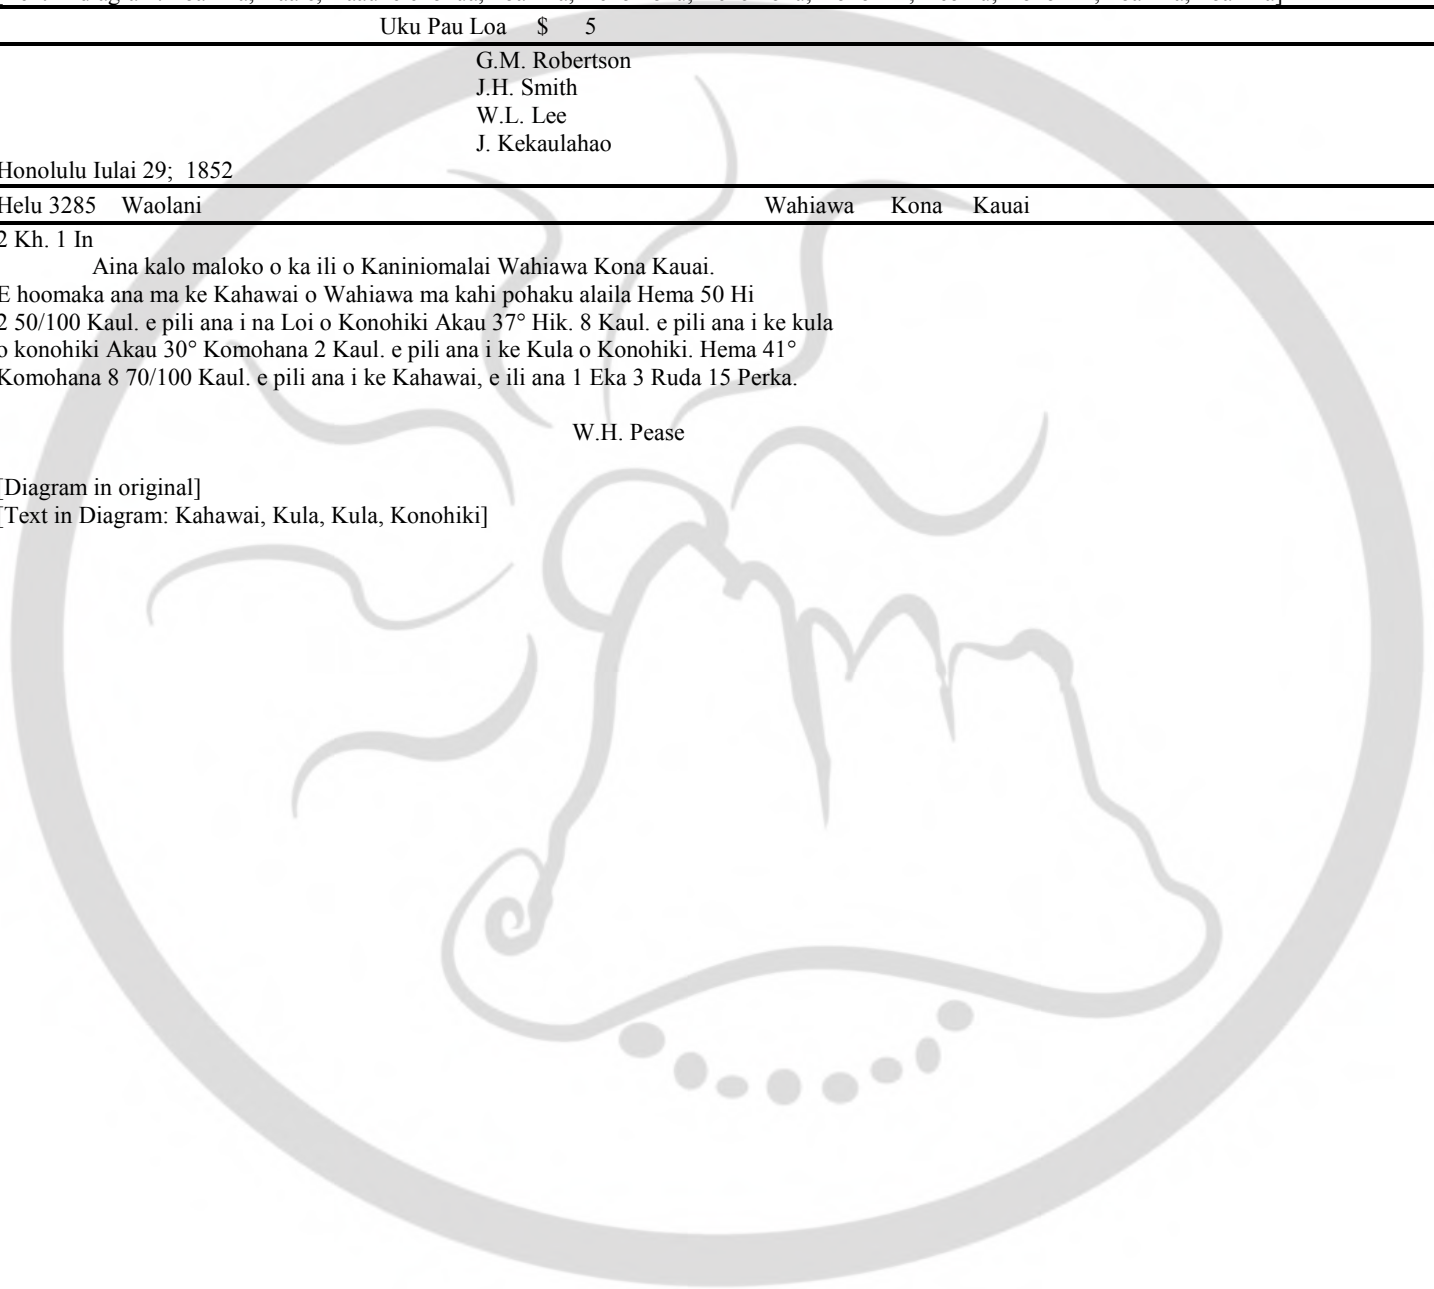 Uku Pau Loa $ 5
G.M. Robertson
J.H. Smith
W.L. Lee
J. Kekaulahao
Honolulu Iulai 29; 1852
Helu 3285 Waolani Wahiawa Kona Kauai
2 Kh. 1 In
Aina kalo maloko o ka ili o Kaniniomalai Wahiawa Kona Kauai.
E hoomaka ana ma ke Kahawai o Wahiawa ma kahi pohaku alaila Hema 50 Hi
2 50/100 Kaul. e pili ana i na Loi o Konohiki Akau 37° Hik. 8 Kaul. e pili ana i ke kula
o konohiki Akau 30° Komohana 2 Kaul. e pili ana i ke Kula o Konohiki. Hema 41°
Komohana 8 70/100 Kaul. e pili ana i ke Kahawai, e ili ana 1 Eka 3 Ruda 15 Perka.
W.H. Pease
[Diagram in original]
[Text in Diagram: Kahawai, Kula, Kula, Konohiki]